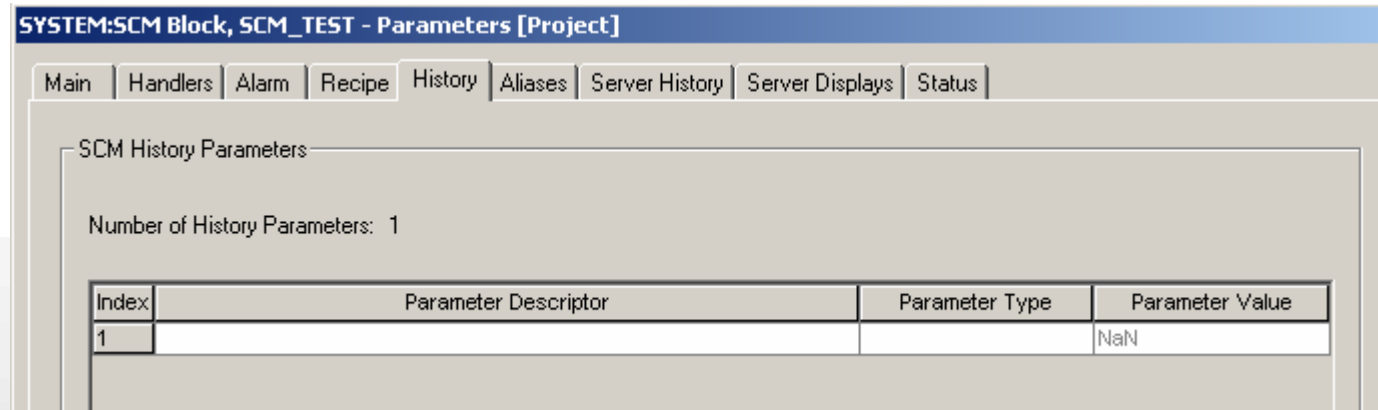 SYSTEM:SCM Block, SCM_TEST - Parameters [Project]
Main Handlers Alarm Recipe History Aliases Server History Server Displays Status
SCM History Parameters
Number of History Parameters: 1
Index Parameter Descriptor Parameter Type Parameter Value
1 NaN